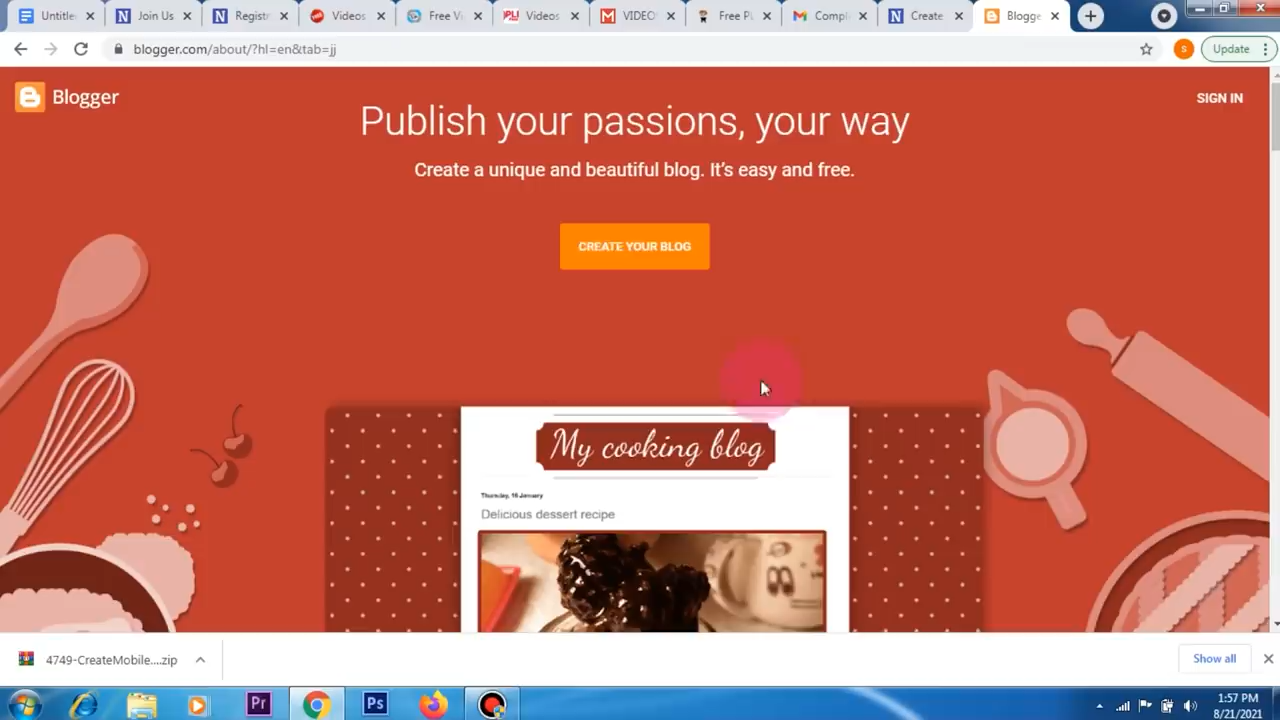 Untitle
Join Us
Registr
Videos
Free Vi
Videos
VIDEO
Free Pl
Compl
Create
Blogge
blogger.com/about/?hl=en&tab=jj
Update
Blogger
SIGN IN
Publish your passions, your way
Create a unique and beautiful blog. It's easy and free.
CREATE YOUR BLOG
My cooking blog
Thursday, 16 January
Delicious dessert recipe
4749-CreateMobile....zip
Show all
1:57 PM
8/21/2021